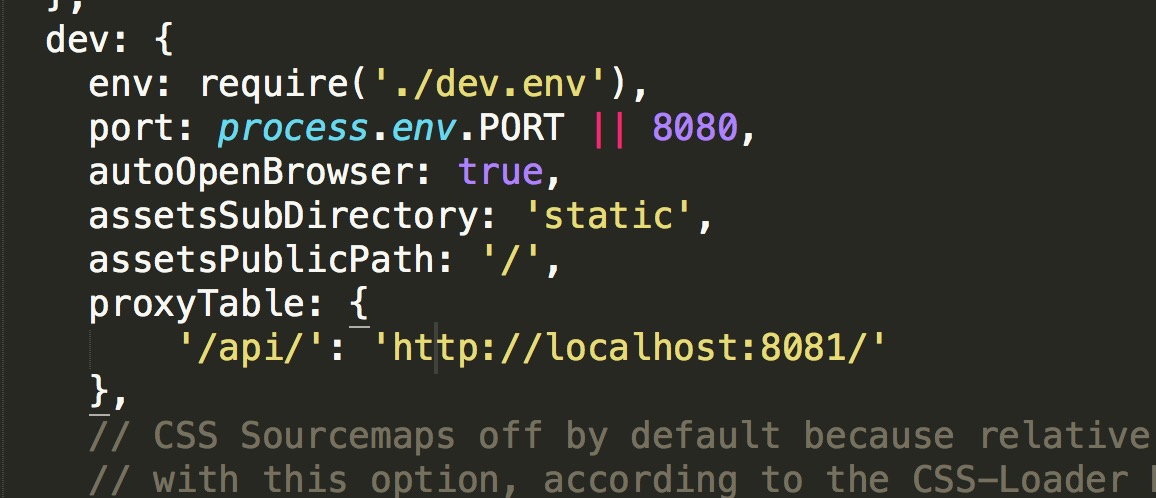 },
dev: {
env: require('./dev.env'),
port: process.env.PORT || 8080,
autoOpenBrowser: true,
assetsSubDirectory: 'static',
assetsPublicPath: '/',
proxyTable: {
'/api/': 'http://localhost:8081/'
},
// CSS Sourcemaps off by default because relative
// with this option, according to the CSS-Loader